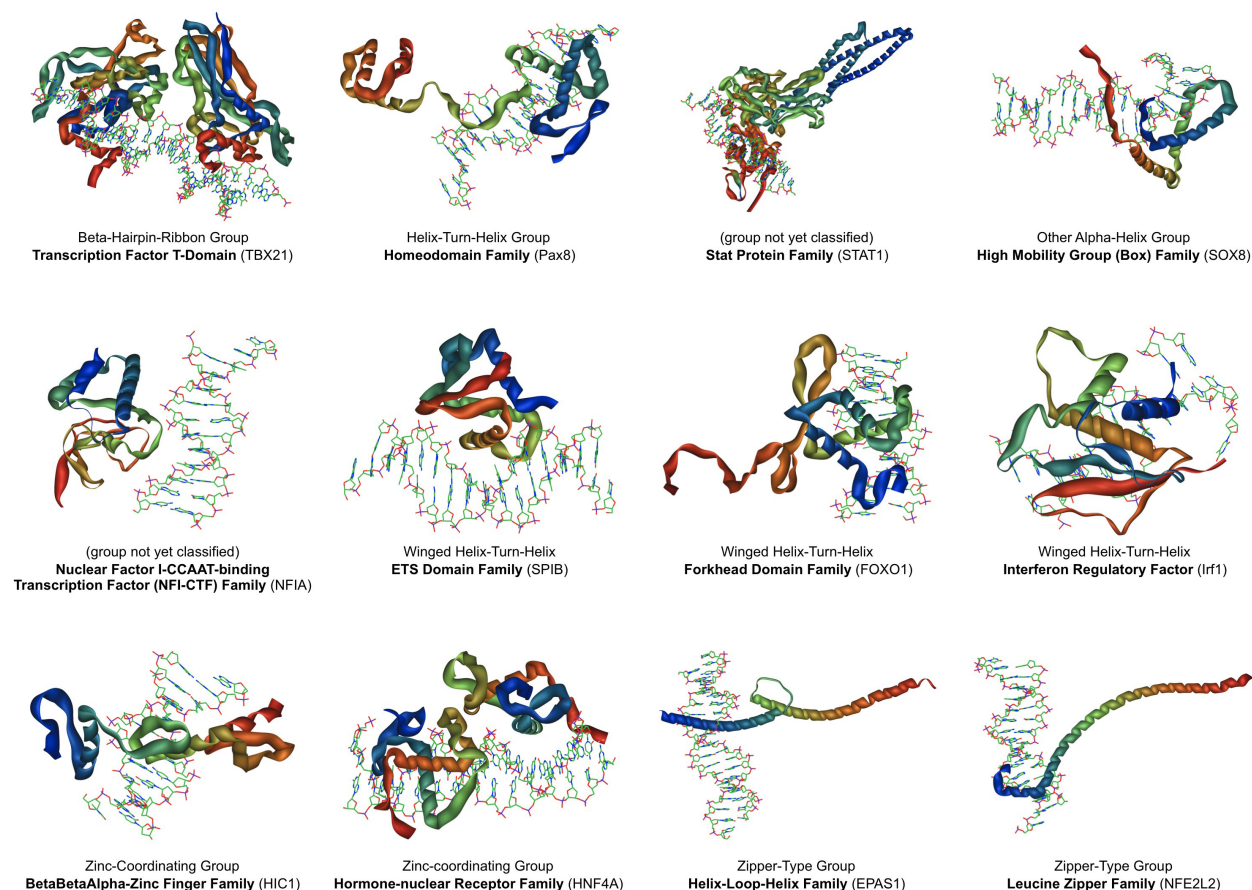 Beta-Hairpin-Ribbon Group
Transcription Factor T-Domain (TBX21)
Helix-Turn-Helix Group
Homeodomain Family (Pax8)
(group not yet classified)
Stat Protein Family (STAT1)
Other Alpha-Helix Group
High Mobility Group (Box) Family (SOX8)
(group not yet classified)
Nuclear Factor I-CCAAT-binding
Transcription Factor (NFI-CTF) Family (NFIA)
Winged Helix-Turn-Helix
ETS Domain Family (SPIB)
Winged Helix-Turn-Helix
Forkhead Domain Family (FOXO1)
Winged Helix-Turn-Helix
Interferon Regulatory Factor (Irf1)
Zinc-Coordinating Group
BetaBetaAlpha-Zinc Finger Family (HIC1)
Zinc-coordinating Group
Hormone-nuclear Receptor Family (HNF4A)
Zipper-Type Group
Helix-Loop-Helix Family (EPAS1)
Zipper-Type Group
Leucine Zipper Family (NFE2L2)